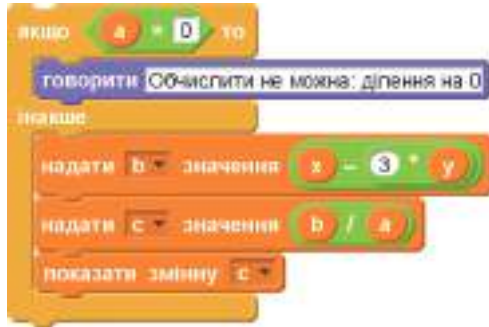 якщо a = 0 то
говорити Обчислити не можна: ділення на 0
інакше
надати b значення x - 3 * y
надати c значення b / a
показати змінну c